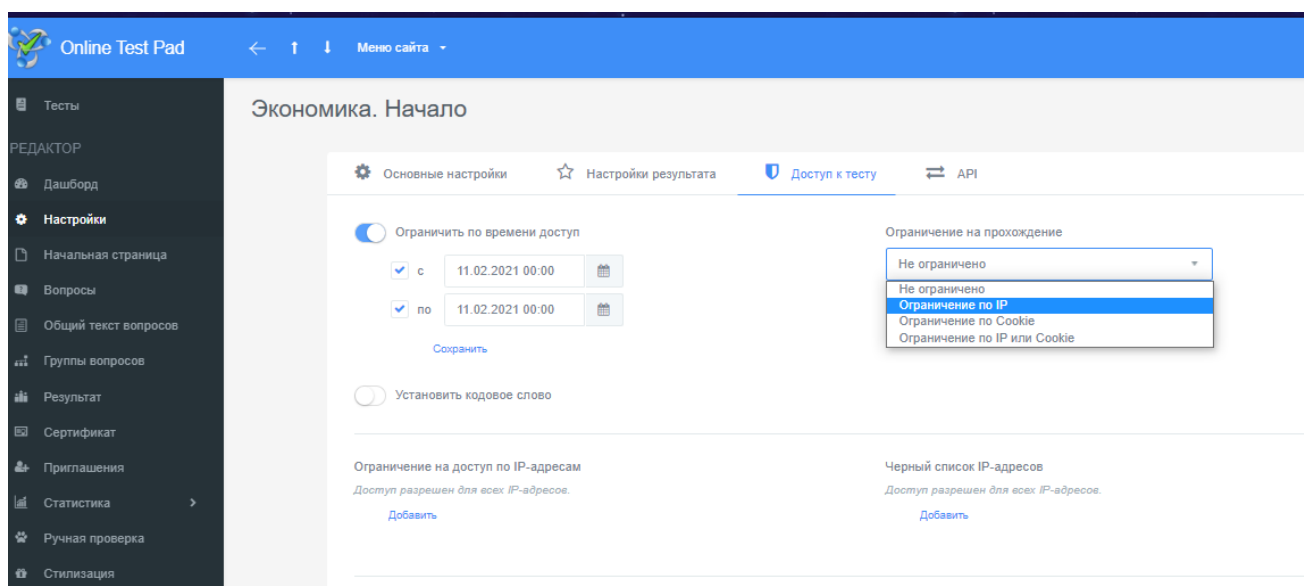 Online Test Pad
Меню сайта
Тесты
РЕДАКТОР
Дашборд
Настройки
Начальная страница
Вопросы
Общий текст вопросов
Группы вопросов
Результат
Сертификат
Приглашения
Статистика
Ручная проверка
Стилизация
Экономика. Начало
Основные настройки
Настройки результата
Доступ к тесту
API
Ограничить по времени доступ
с 11.02.2021 00:00
по 11.02.2021 00:00
Сохранить
Установить кодовое слово
Ограничение на прохождение
Не ограничено
Не ограничено
Ограничение по IP
Ограничение по Cookie
Ограничение по IP или Cookie
Ограничение на доступ по IP-адресам
Доступ разрешен для всех IP-адресов.
Добавить
Черный список IP-адресов
Доступ разрешен для всех IP-адресов.
Добавить